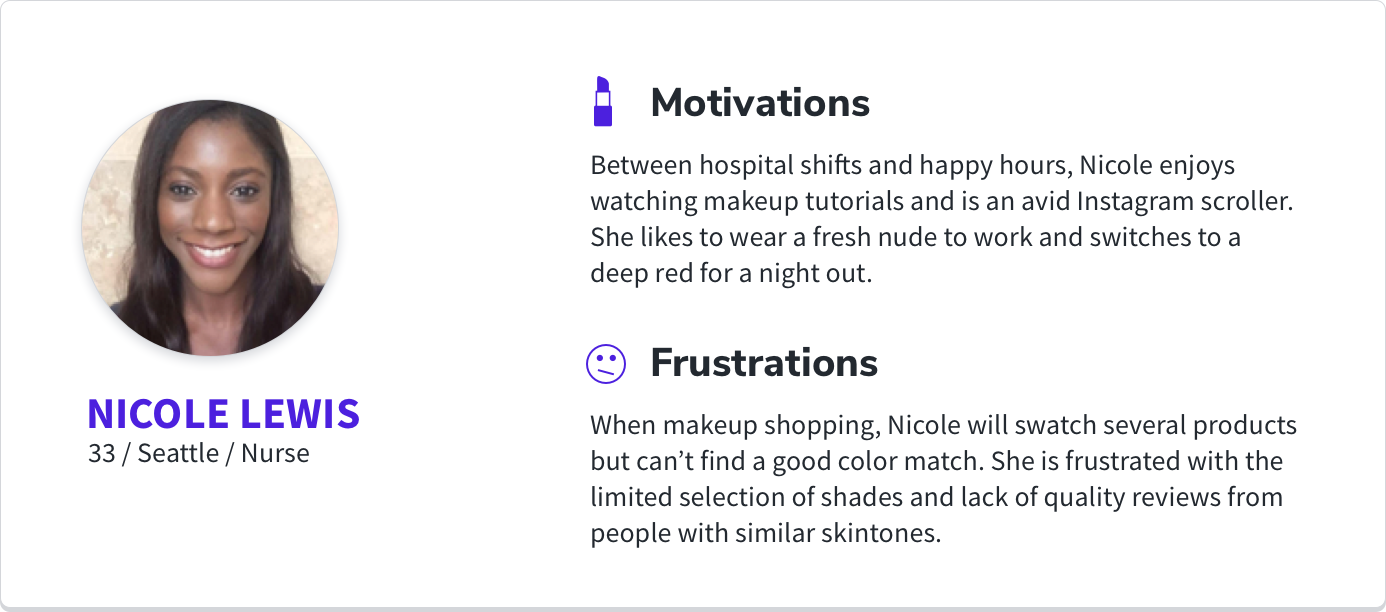 Motivations
Between hospital shifts and happy hours, Nicole enjoys
watching makeup tutorials and is an avid Instagram scroller.
She likes to wear a fresh nude to work and switches to a
deep red for a night out.
NICOLE LEWIS
33 / Seattle / Nurse
Frustrations
When makeup shopping, Nicole will swatch several products
but can’t find a good color match. She is frustrated with the
limited selection of shades and lack of quality reviews from
people with similar skintones.